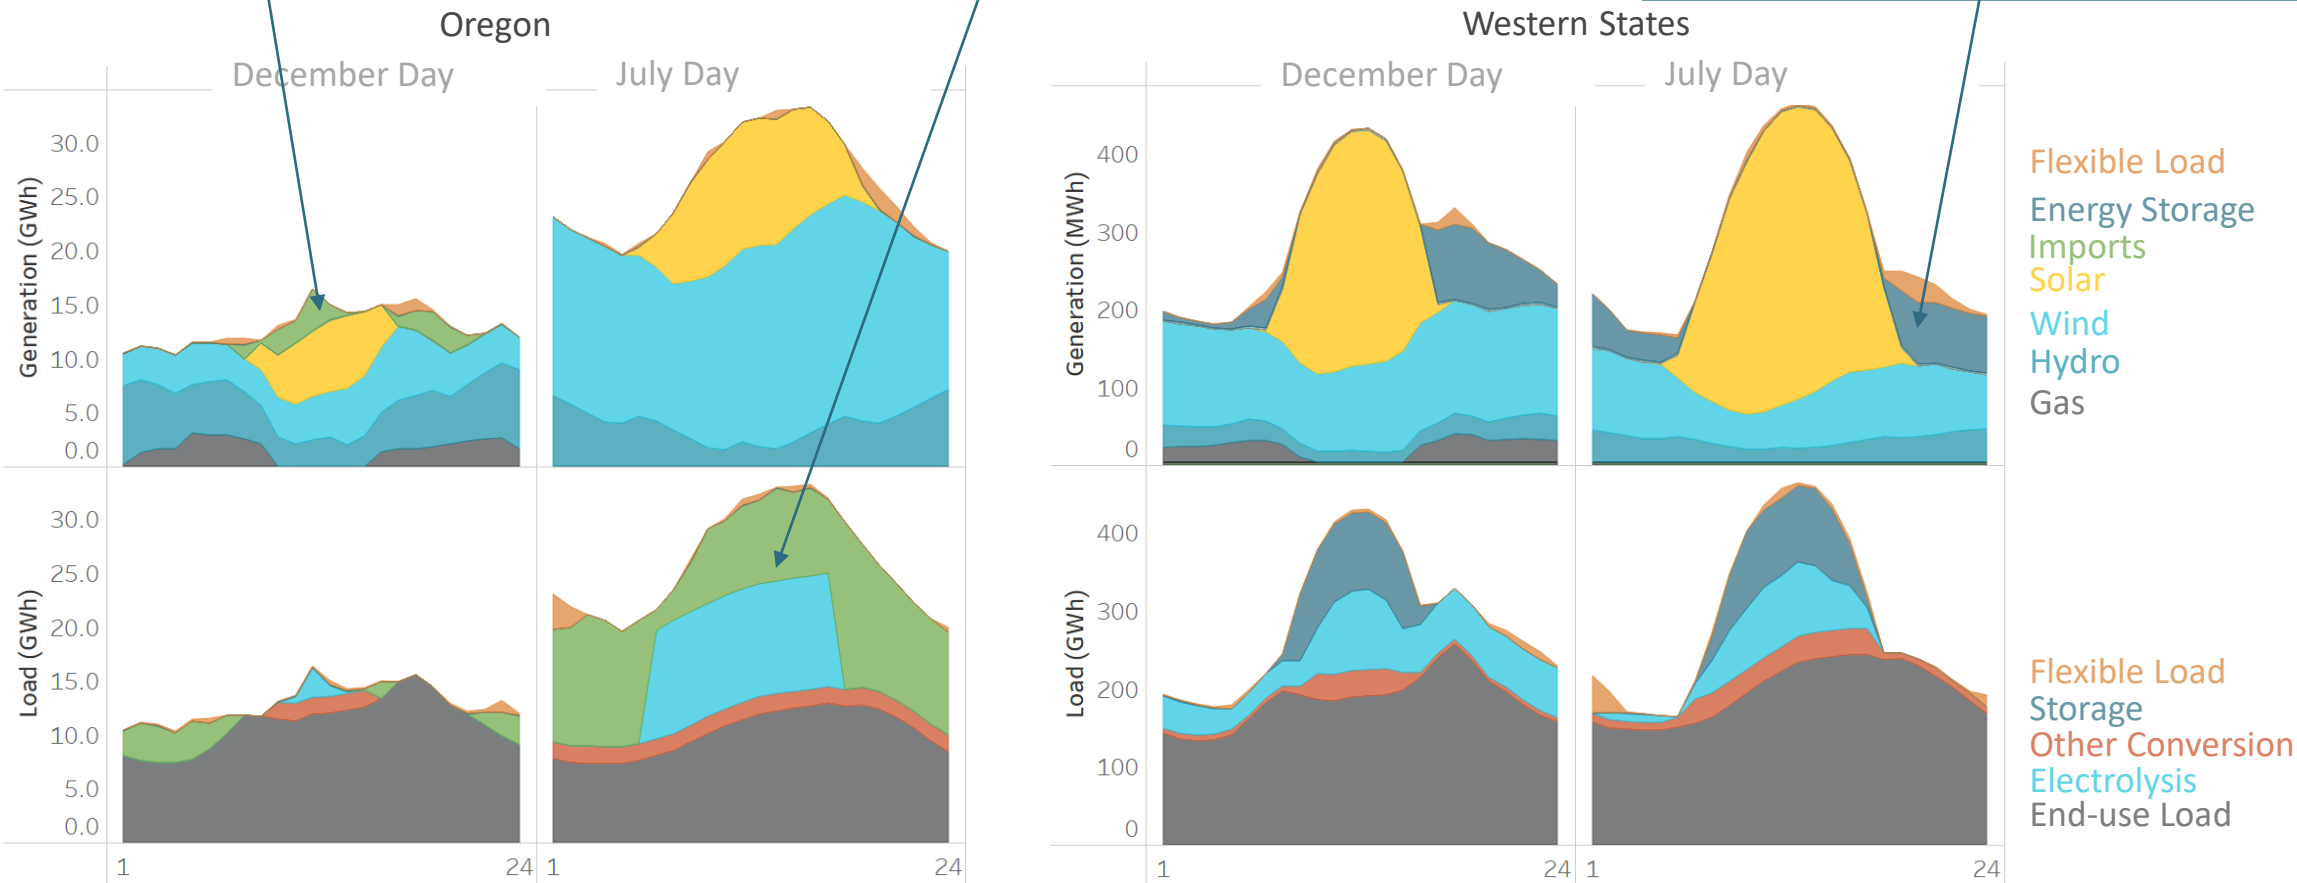 Oregon
Western States
December Day
July Day
December Day
July Day
Generation (GWh)
30.0
25.0
20.0
15.0
10.0
5.0
0.0
Generation (MWh)
400
300
200
100
0
Flexible Load
Energy Storage
Imports
Solar
Wind
Hydro
Gas
Load (GWh)
30.0
25.0
20.0
15.0
10.0
5.0
0.0
Load (GWh)
400
300
200
100
0
Flexible Load
Storage
Other Conversion
Electrolysis
End-use Load
1
24
1
24
1
24
1
24